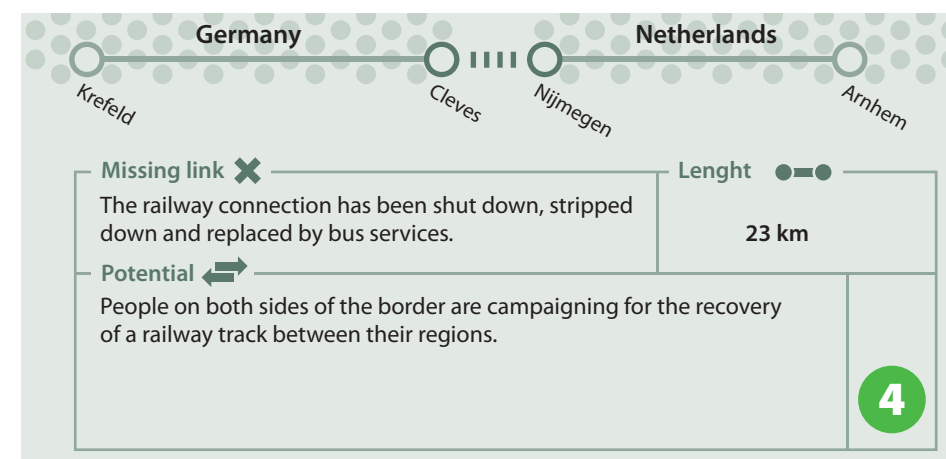 Germany
Netherlands
Krefeld
Cleves
Nijmegen
Arnhem
Missing link
Lenght
The railway connection has been shut down, stripped
down and replaced by bus services.
23 km
Potential
People on both sides of the border are campaigning for the recovery
of a railway track between their regions.
4